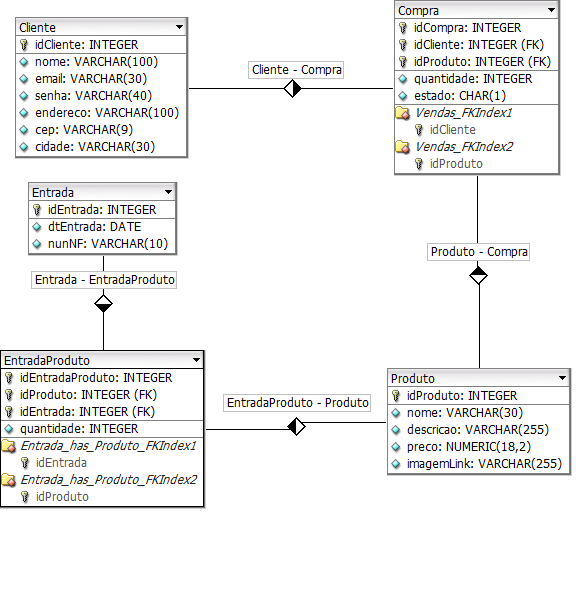 Cliente
idCliente: INTEGER
nome: VARCHAR(100)
email: VARCHAR(30)
senha: VARCHAR(40)
endereco: VARCHAR(100)
cep: VARCHAR(9)
cidade: VARCHAR(30)
Cliente - Compra
Compra
idCompra: INTEGER
idCliente: INTEGER (FK)
idProduto: INTEGER (FK)
quantidade: INTEGER
estado: CHAR(1)
Vendas_FKIndex1
idCliente
Vendas_FKIndex2
idProduto
Entrada
idEntrada: INTEGER
dtEntrada: DATE
nunNF: VARCHAR(10)
Entrada - EntradaProduto
Produto - Compra
EntradaProduto
idEntradaProduto: INTEGER
idProduto: INTEGER (FK)
idEntrada: INTEGER (FK)
quantidade: INTEGER
Entrada_has_Produto_FKIndex1
idEntrada
Entrada_has_Produto_FKIndex2
idProduto
EntradaProduto - Produto
Produto
idProduto: INTEGER
nome: VARCHAR(30)
descricao: VARCHAR(255)
preco: NUMERIC(18,2)
imagemLink: VARCHAR(255)